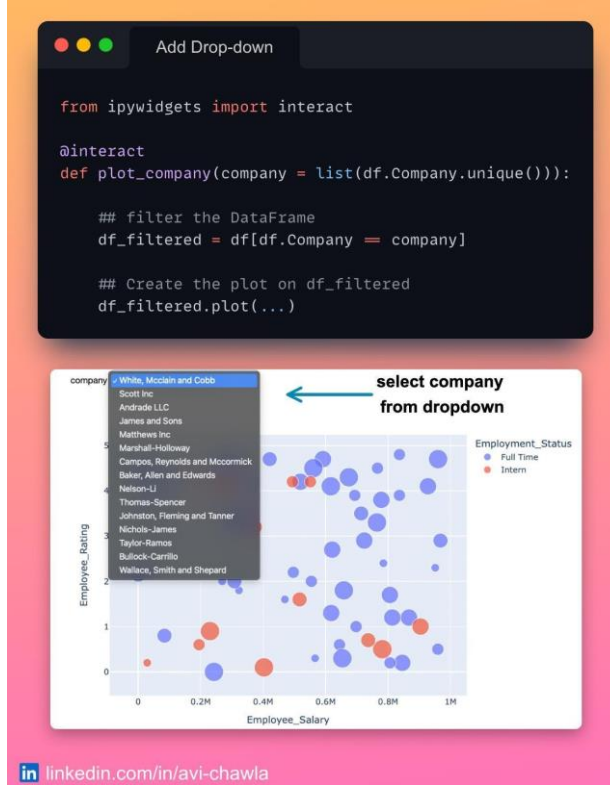 Add Drop-down
from ipywidgets import interact
@interact
def plot_company(company = list(df.Company.unique())):
## filter the DataFrame
df_filtered = df[df.Company == company]
## Create the plot on df_filtered
df_filtered.plot(...)
company
✓ White, Mcclain and Cobb
Scott Inc
Andrade LLC
James and Sons
Matthews Inc
Marshall-Holloway
Campos, Reynolds and Mccormick
Baker, Allen and Edwards
Nelson-Li
Thomas-Spencer
Johnston, Fleming and Tanner
Nichols-James
Taylor-Ramos
Bullock-Carrillo
Wallace, Smith and Shepard
select company
from dropdown
Employment_Status
Full Time
Intern
Employee_Rating
5
4
3
2
1
0
0 0.2M 0.4M 0.6M 0.8M 1M
Employee_Salary
in linkedin.com/in/avi-chawla